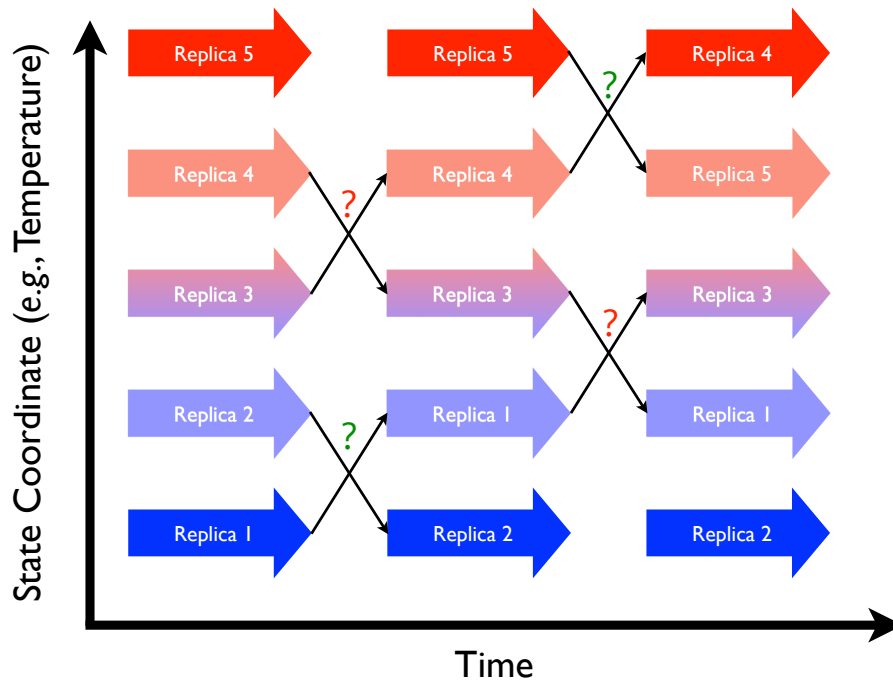 State Coordinate (e.g., Temperature)
Replica 5
Replica 5
Replica 4
?
Replica 4
Replica 4
Replica 5
?
Replica 3
Replica 3
Replica 3
?
Replica 2
Replica 1
Replica 1
?
Replica 1
Replica 2
Replica 2
Time